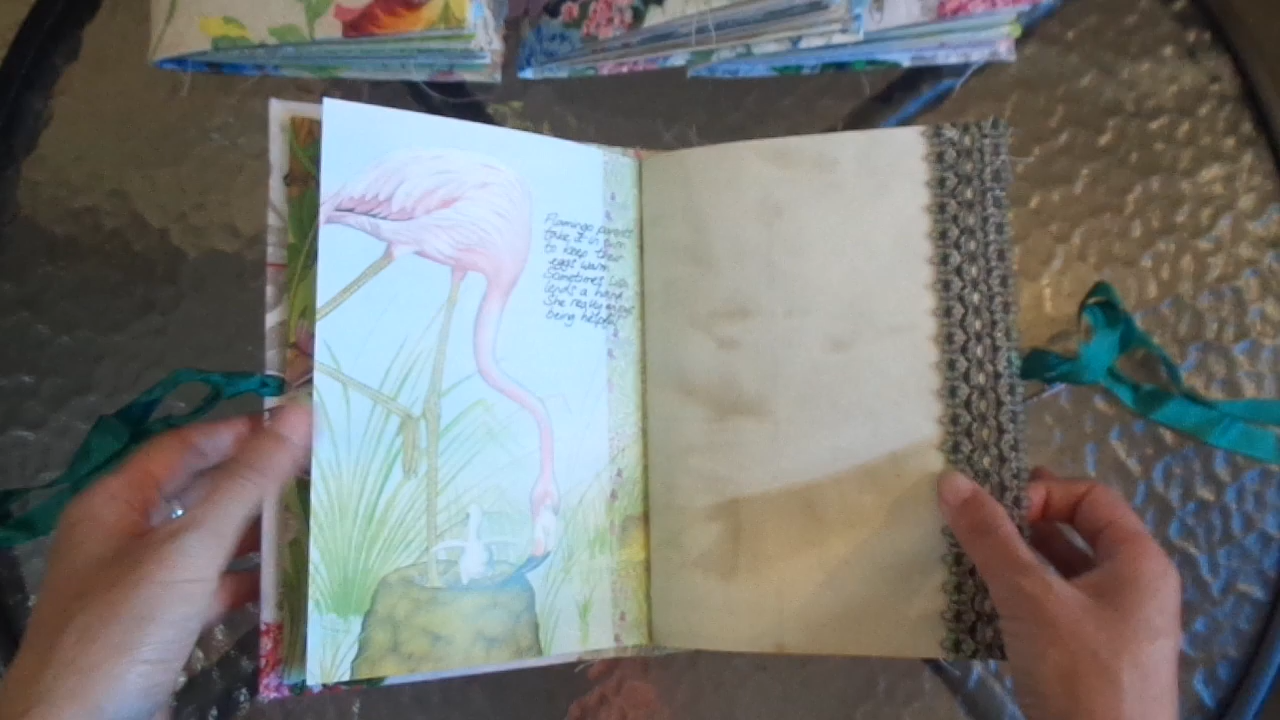 Flamingo parents
take it in turn
to keep their
eggs warm.
Sometimes
lends a hand.
She really enjoys
being helpful